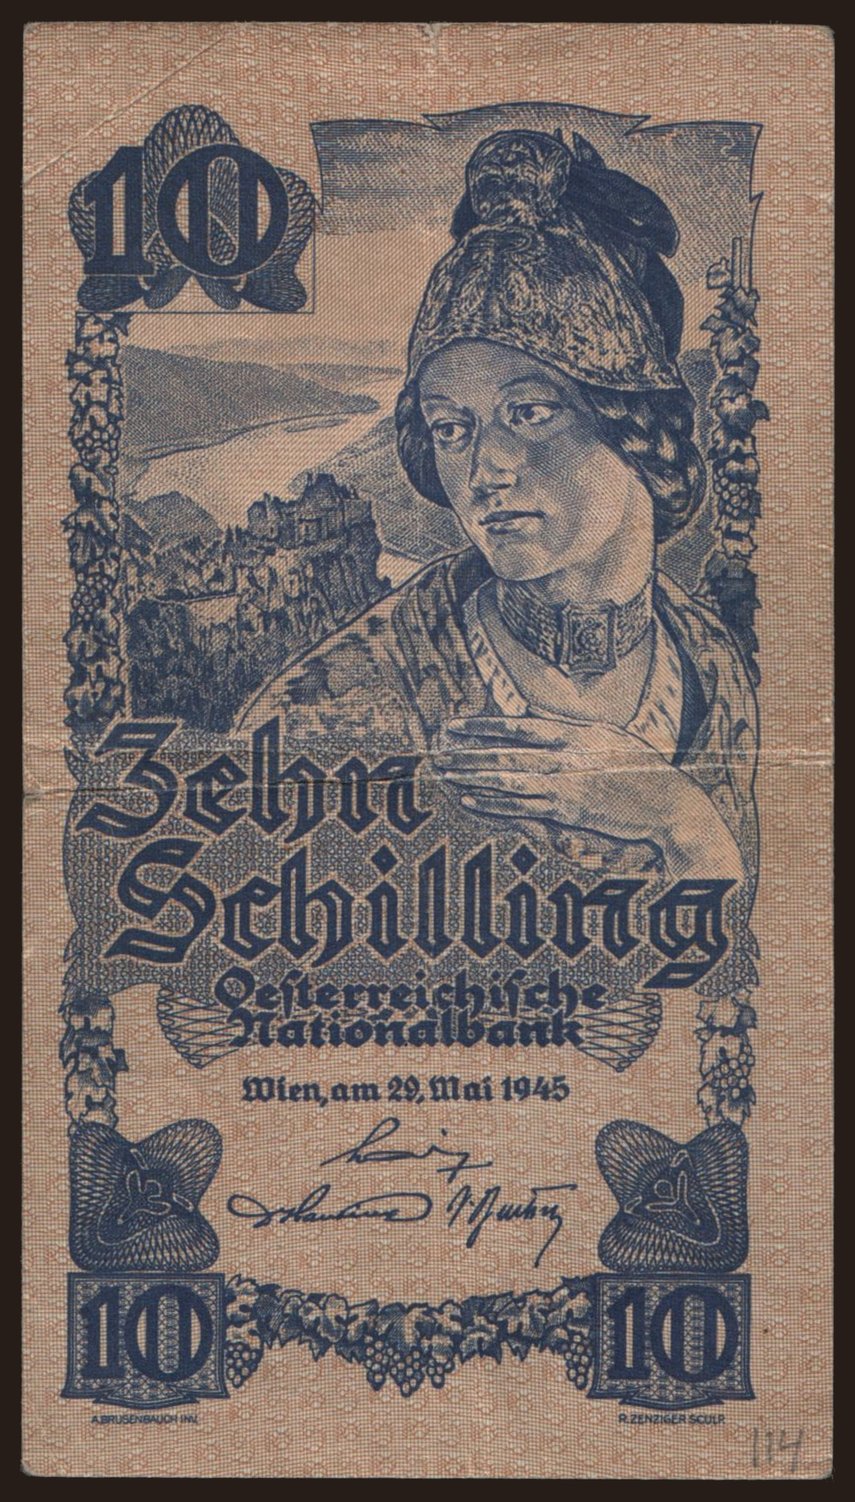 10
Zehn
Schilling
Oesterreichische
Nationalbank
Wien, am 29. Mai 1945
10
10
A. BRUSENBAUCH INV.
R. ZENZIGER SCULP.
114